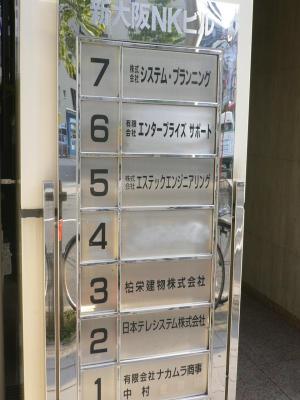 新大阪NKビル
7 株式会社 システム・プランニング
6 有限会社 エンタープライズ サポート
5 株式会社 エステックエンジニアリング
4
3 柏栄建物株式会社
2 日本テレシステム株式会社
1 有限会社ナカムラ商事
中村